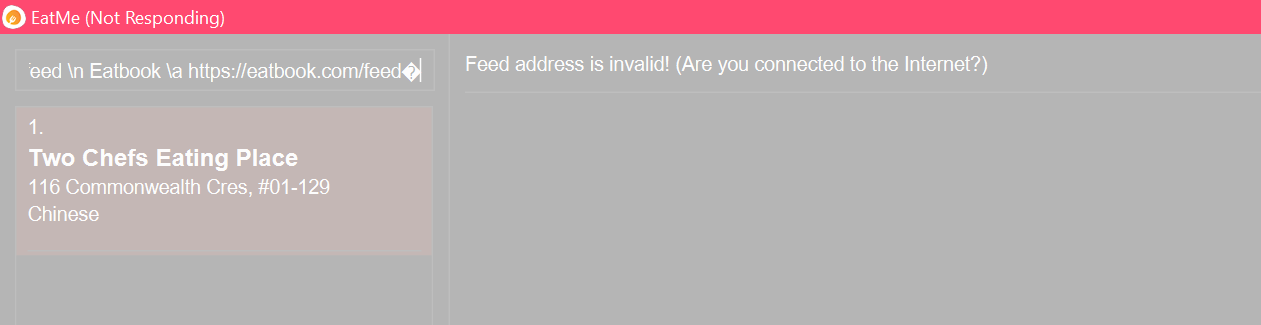 EatMe (Not Responding)
feed \n Eatbook \a https://eatbook.com/feed�
Feed address is invalid! (Are you connected to the Internet?)
1.
Two Chefs Eating Place
116 Commonwealth Cres, #01-129
Chinese